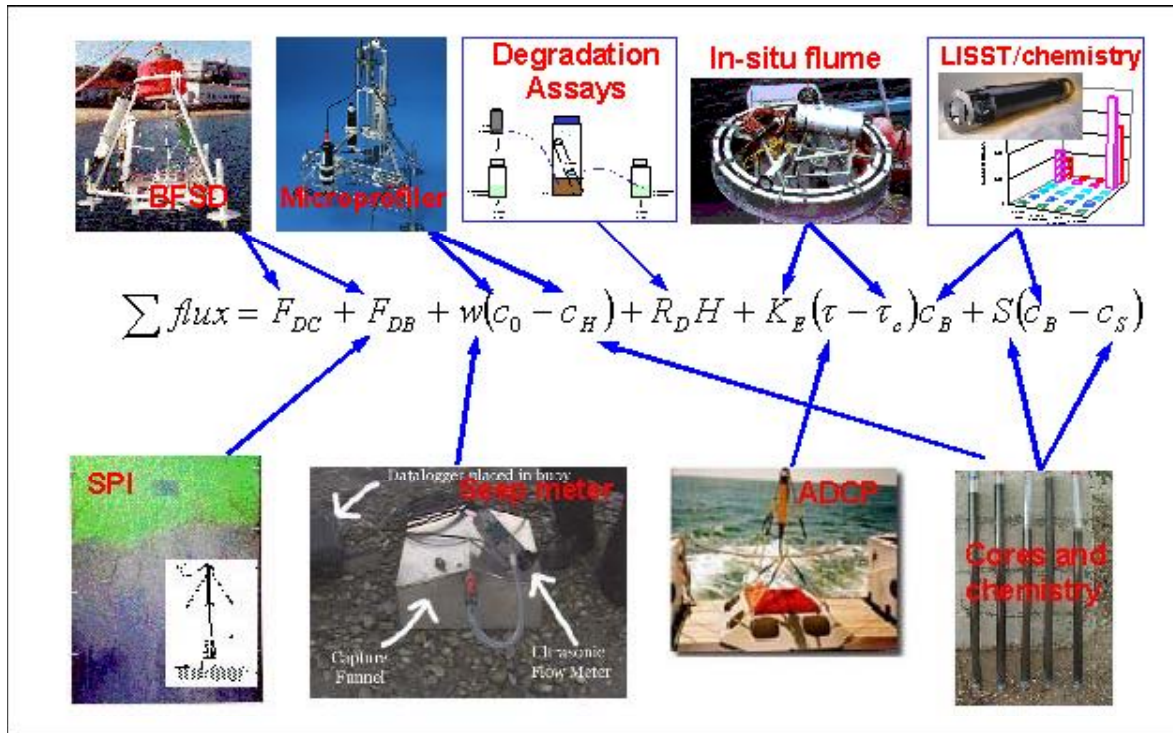 Degradation
Assays
In-situ flume
LISST/chemistry
BFSD
Microprofiler
∑ flux = F_DC + F_DB + w(c_0 − c_H) + R_D H + K_E(τ − τ_c)c_B + S(c_B − c_S)
SPI
Datalogger placed in buoy
Seep meter
Capture
Funnel
Ultrasonic
Flow Meter
ADCP
Cores and
chemistry